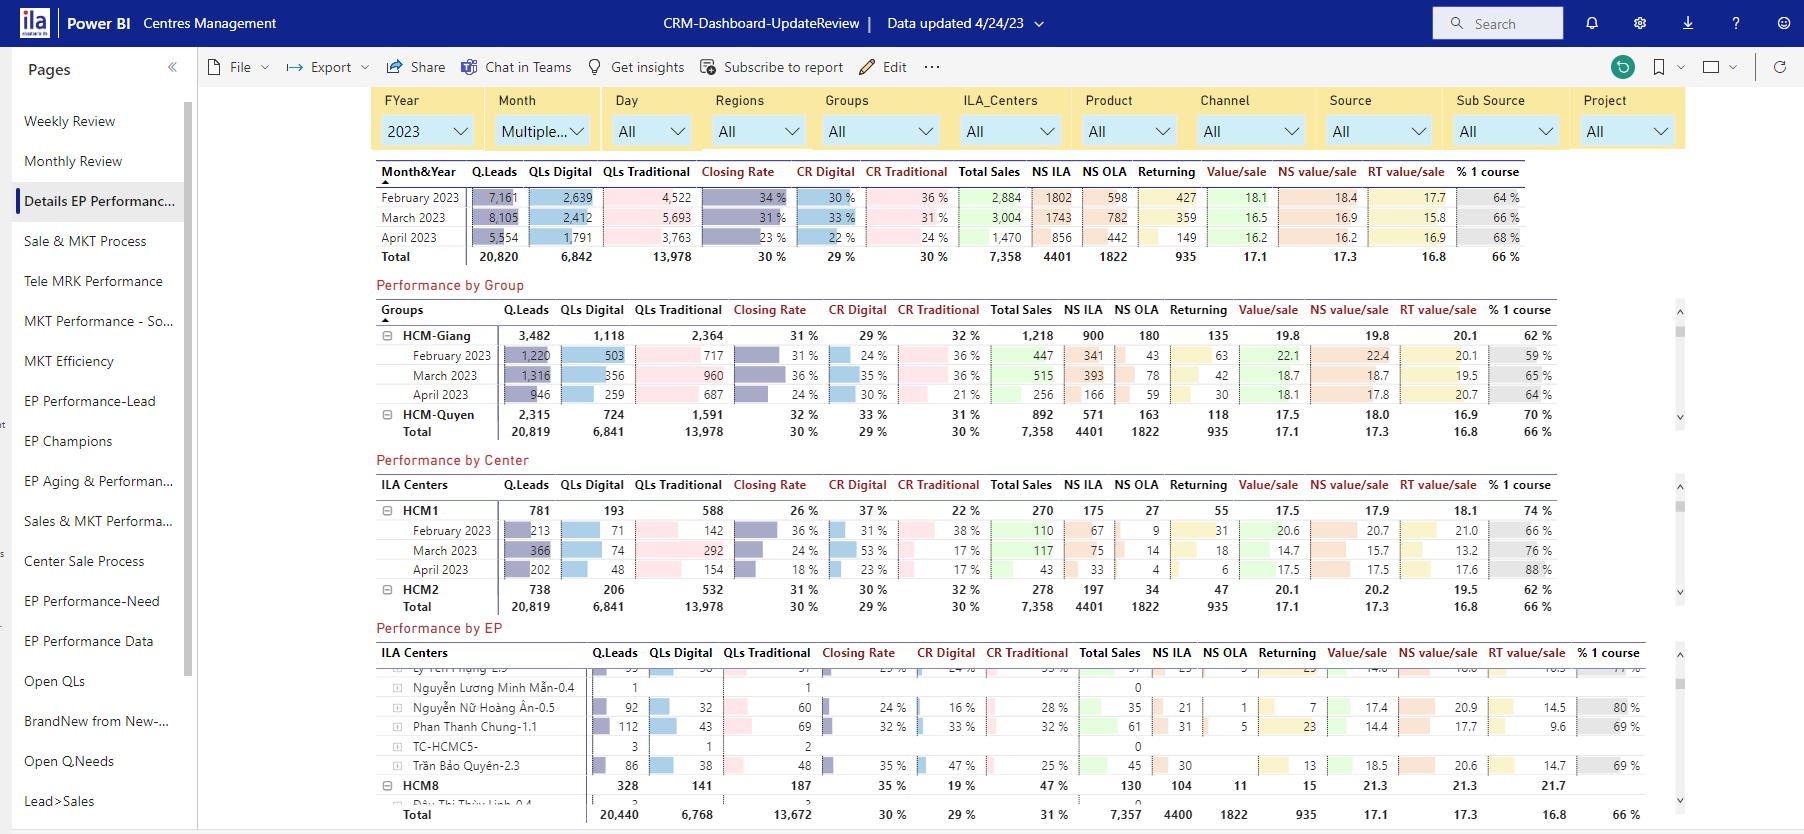 ila Power BI Centres Management CRM-Dashboard-UpdateReview | Data updated 4/24/23 Search
Pages File Export Share Chat in Teams Get insights Subscribe to report Edit ...
Weekly Review
Monthly Review
Details EP Performanc...
Sale & MKT Process
Tele MRK Performance
MKT Performance - So...
MKT Efficiency
EP Performance-Lead
EP Champions
EP Aging & Performan...
Sales & MKT Performa...
Center Sale Process
EP Performance-Need
EP Performance Data
Open QLs
BrandNew from New-...
Open Q.Needs
Lead>Sales
FYear Month Day Regions Groups ILA_Centers Product Channel Source Sub Source Project
2023 Multiple... All All All All All All All All All
Month&Year Q.Leads QLs Digital QLs Traditional Closing Rate CR Digital CR Traditional Total Sales NS ILA NS OLA Returning Value/sale NS value/sale RT value/sale % 1 course
February 2023 7,161 2,639 4,522 34 % 30 % 36 % 2,884 1802 598 427 18.1 18.4 17.7 64 %
March 2023 8,105 2,412 5,693 31 % 33 % 31 % 3,004 1743 782 359 16.5 16.9 15.8 66 %
April 2023 5,554 1,791 3,763 23 % 22 % 24 % 1,470 856 442 149 16.2 16.2 16.9 68 %
Total 20,820 6,842 13,978 30 % 29 % 30 % 7,358 4401 1822 935 17.1 17.3 16.8 66 %
Performance by Group
Groups Q.Leads QLs Digital QLs Traditional Closing Rate CR Digital CR Traditional Total Sales NS ILA NS OLA Returning Value/sale NS value/sale RT value/sale % 1 course
HCM-Giang 3,482 1,118 2,364 31 % 29 % 32 % 1,218 900 180 135 19.8 19.8 20.1 62 %
February 2023 1,220 503 717 31 % 24 % 36 % 447 341 43 63 22.1 22.4 20.1 59 %
March 2023 1,316 356 960 36 % 35 % 36 % 515 393 78 42 18.7 18.7 19.5 65 %
April 2023 946 259 687 24 % 30 % 21 % 256 166 59 30 18.1 17.8 20.7 64 %
HCM-Quyen 2,315 724 1,591 32 % 33 % 31 % 892 571 163 118 17.5 18.0 16.9 70 %
Total 20,819 6,841 13,978 30 % 29 % 30 % 7,358 4401 1822 935 17.1 17.3 16.8 66 %
Performance by Center
ILA Centers Q.Leads QLs Digital QLs Traditional Closing Rate CR Digital CR Traditional Total Sales NS ILA NS OLA Returning Value/sale NS value/sale RT value/sale % 1 course
HCM1 781 193 588 26 % 37 % 22 % 270 175 27 55 17.5 17.9 18.1 74 %
February 2023 213 71 142 36 % 31 % 38 % 110 67 9 31 20.6 20.7 21.0 66 %
March 2023 366 74 292 24 % 53 % 17 % 117 75 14 18 14.7 15.7 13.2 76 %
April 2023 202 48 154 18 % 23 % 17 % 43 33 4 6 17.5 17.5 17.6 88 %
HCM2 738 206 532 31 % 30 % 32 % 278 197 34 47 20.1 20.2 19.5 62 %
Total 20,819 6,841 13,978 30 % 29 % 30 % 7,358 4401 1822 935 17.1 17.3 16.8 66 %
Performance by EP
ILA Centers Q.Leads QLs Digital QLs Traditional Closing Rate CR Digital CR Traditional Total Sales NS ILA NS OLA Returning Value/sale NS value/sale RT value/sale % 1 course
Nguyễn Lương Minh Mẫn-0.4 1 1 0
Nguyễn Nữ Hoàng Ân-0.5 92 32 60 24 % 16 % 28 % 35 21 1 7 17.4 20.9 14.5 80 %
Phan Thanh Chung-1.1 112 43 69 32 % 33 % 32 % 61 31 5 23 14.4 17.7 9.6 69 %
TC-HCMC5- 3 1 2 0
Trần Bảo Quyên-2.3 86 38 48 35 % 47 % 25 % 45 30 13 18.5 20.6 14.7 69 %
HCM8 328 141 187 35 % 19 % 47 % 130 104 11 15 21.3 21.3 21.7
Total 20,440 6,768 13,672 30 % 29 % 31 % 7,357 4400 1822 935 17.1 17.3 16.8 66 %